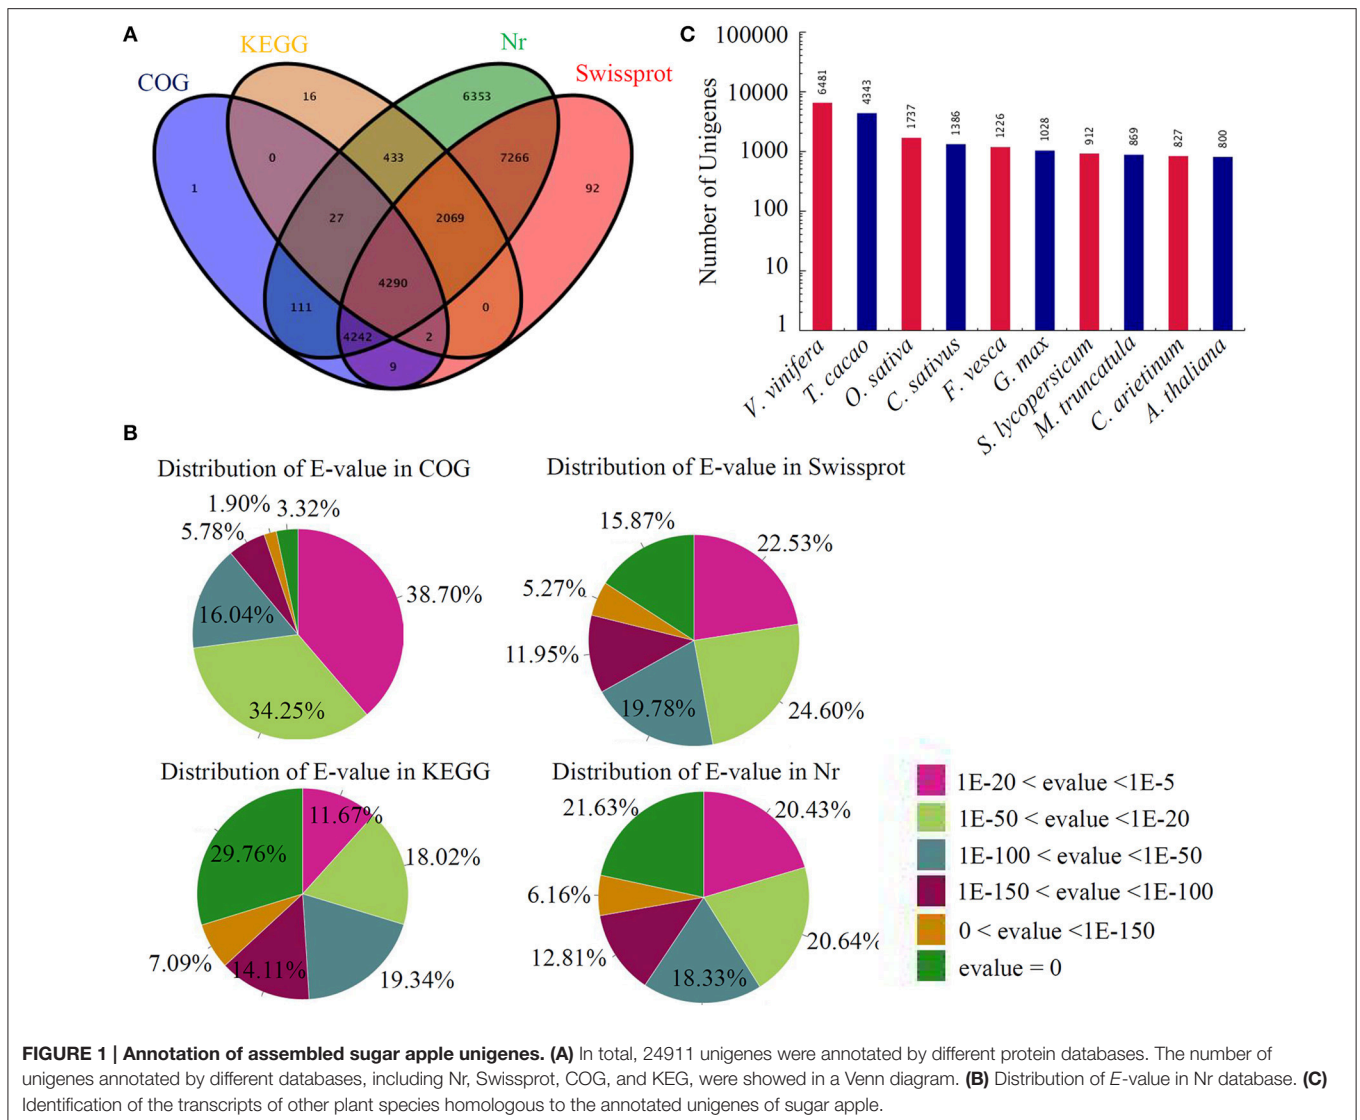 A
KEGG
Nr
COG
Swissprot
16
6353
0
433
7266
1
92
27
2069
4290
111
0
4242
2
9
C
100000
10000
1000
100
10
1
Number of Unigenes
6481
4343
1737
1386
1226
1028
912
869
827
800
V. vinifera
T. cacao
O. sativa
C. sativus
F. vesca
G. max
S. lycopersicum
M. truncatula
C. arietinum
A. thaliana
B
Distribution of E-value in COG
1.90%
3.32%
5.78%
38.70%
16.04%
34.25%
Distribution of E-value in Swissprot
15.87%
22.53%
5.27%
11.95%
19.78%
24.60%
Distribution of E-value in KEGG
11.67%
29.76%
18.02%
7.09%
14.11%
19.34%
Distribution of E-value in Nr
21.63%
20.43%
6.16%
20.64%
12.81%
18.33%
1E-20 < evalue <1E-5
1E-50 < evalue <1E-20
1E-100 < evalue <1E-50
1E-150 < evalue <1E-100
0 < evalue <1E-150
evalue = 0
FIGURE 1 | Annotation of assembled sugar apple unigenes. (A) In total, 24911 unigenes were annotated by different protein databases. The number of
unigenes annotated by different databases, including Nr, Swissprot, COG, and KEG, were showed in a Venn diagram. (B) Distribution of E-value in Nr database. (C)
Identification of the transcripts of other plant species homologous to the annotated unigenes of sugar apple.